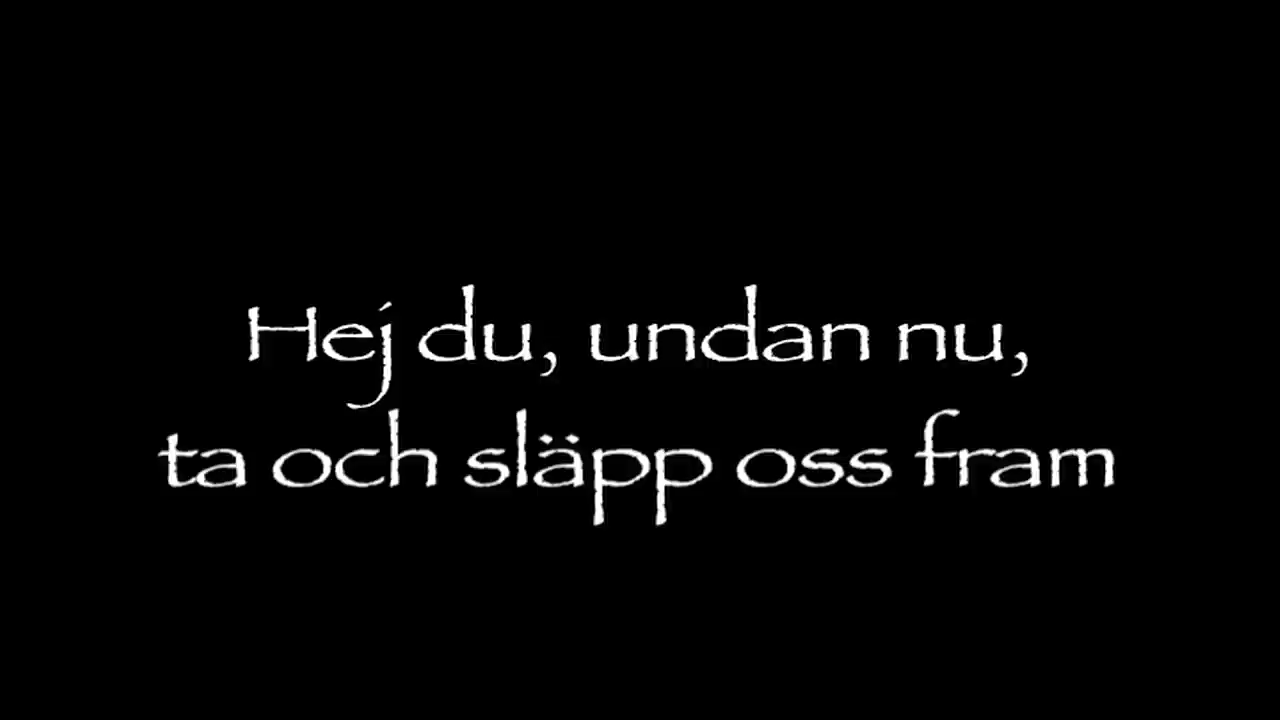 Hej du, undan nu,
ta och släpp oss fram